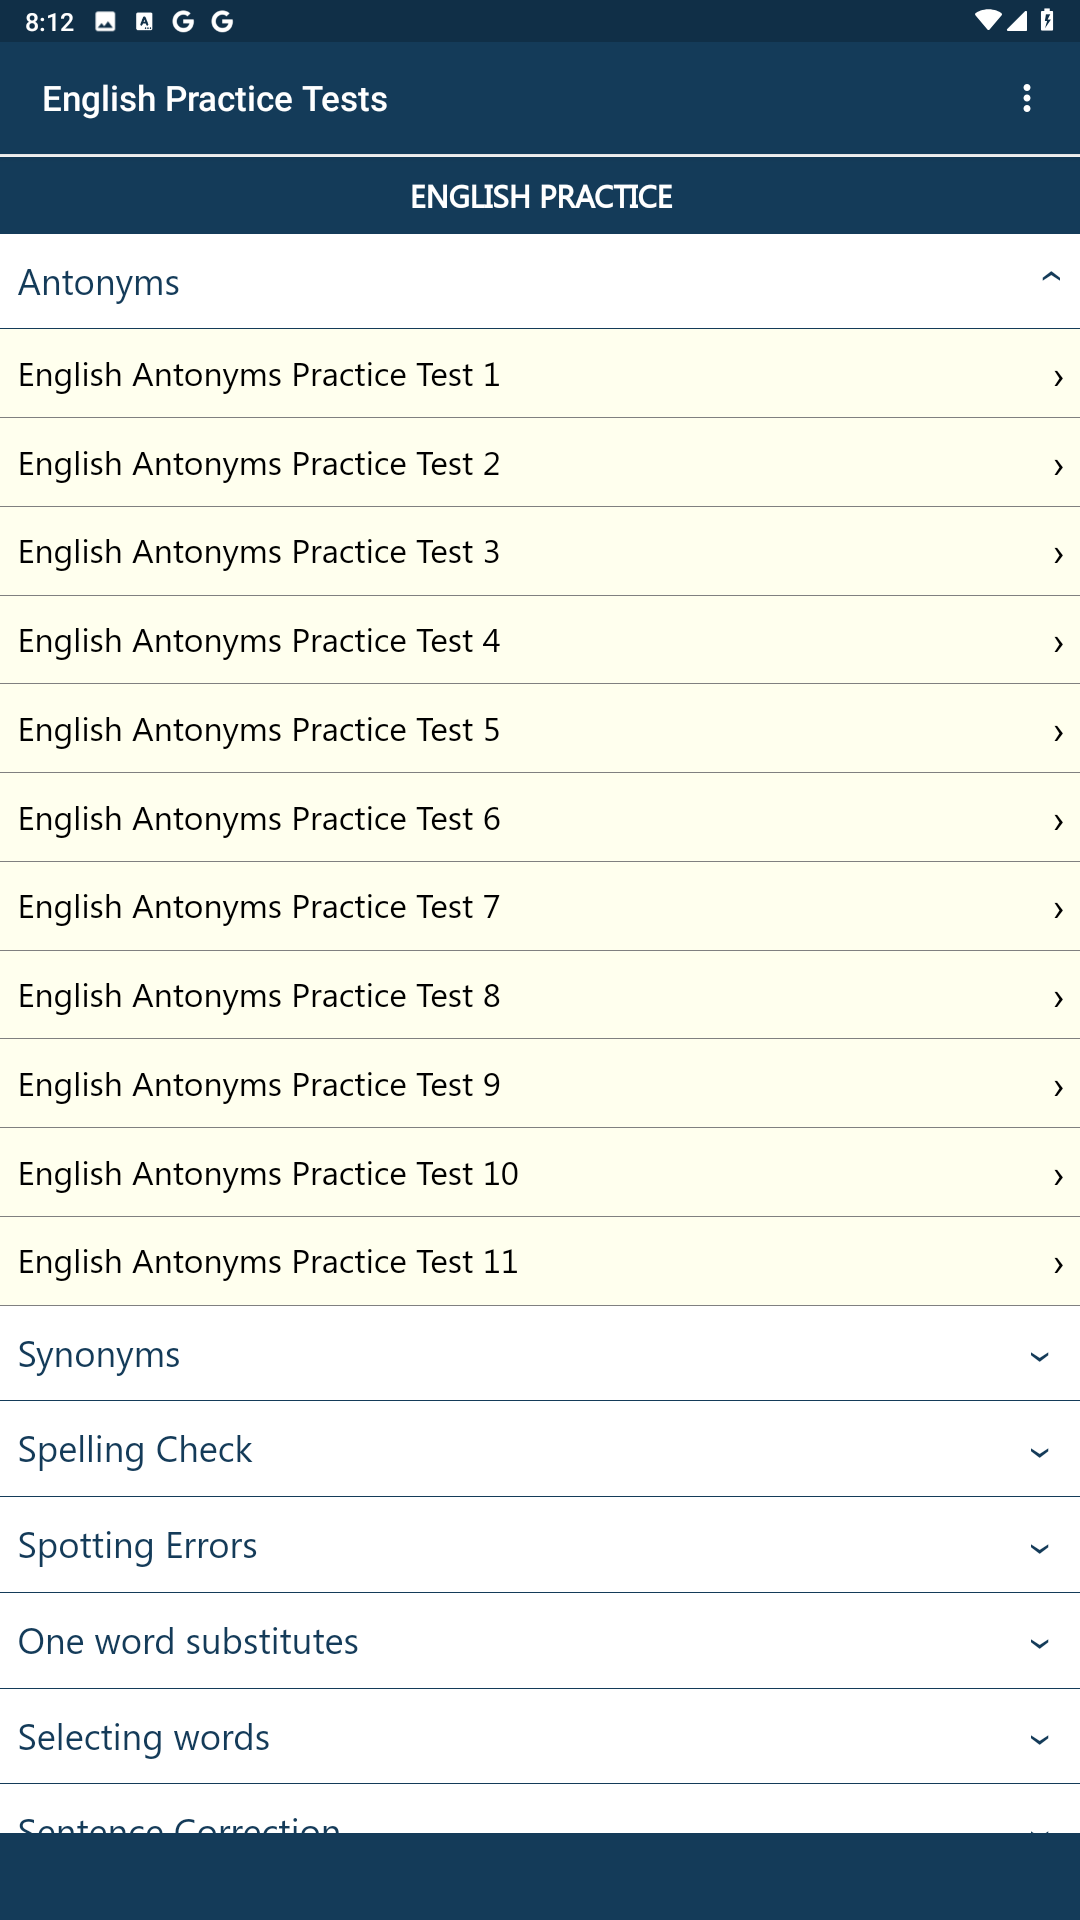 8:12
English Practice Tests
ENGLISH PRACTICE
Antonyms
English Antonyms Practice Test 1
English Antonyms Practice Test 2
English Antonyms Practice Test 3
English Antonyms Practice Test 4
English Antonyms Practice Test 5
English Antonyms Practice Test 6
English Antonyms Practice Test 7
English Antonyms Practice Test 8
English Antonyms Practice Test 9
English Antonyms Practice Test 10
English Antonyms Practice Test 11
Synonyms
Spelling Check
Spotting Errors
One word substitutes
Selecting words
Sentence Correction